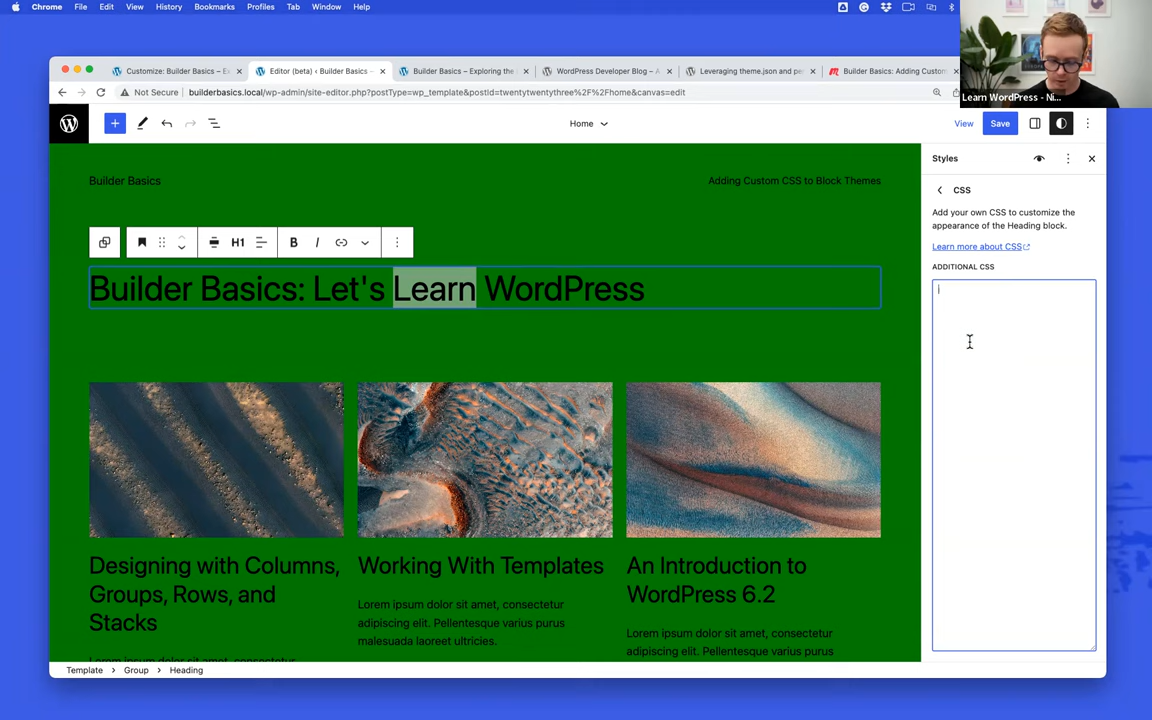 Chrome File Edit View History Bookmarks Profiles Tab Window Help
Customize: Builder Basics – Ex
Editor (beta) ‹ Builder Basics –
Builder Basics – Exploring the
WordPress Developer Blog – A
Leveraging theme.json and pe
Builder Basics: Adding Custom
Not Secure builderbasics.local/wp-admin/site-editor.php?postType=wp_template&postId=twentytwentythree%2F%2Fhome&canvas=edit
Learn WordPress - Ni...
Home
View
Save
Styles
CSS
Add your own CSS to customize the
appearance of the Heading block.
Learn more about CSS
ADDITIONAL CSS
Builder Basics
Adding Custom CSS to Block Themes
H1 B I
Builder Basics: Let's Learn WordPress
Designing with Columns,
Groups, Rows, and
Stacks
Working With Templates
Lorem ipsum dolor sit amet, consectetur
adipiscing elit. Pellentesque varius purus
malesuada laoreet ultricies.
An Introduction to
WordPress 6.2
Lorem ipsum dolor sit amet, consectetur
adipiscing elit. Pellentesque varius purus
Lorem ipsum dolor sit amet, consectetur
Template > Group > Heading